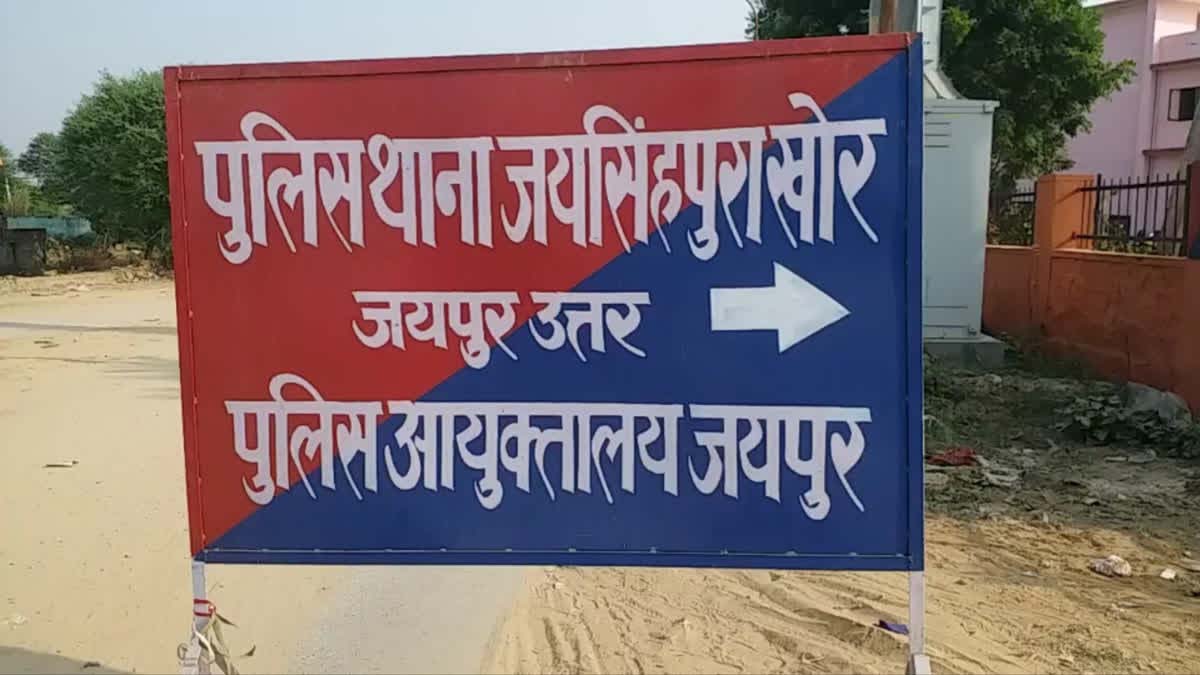 पुलिस थाना जयसिंहपुरा खोर
जयपुर उत्तर
पुलिस आयुक्तालय जयपुर